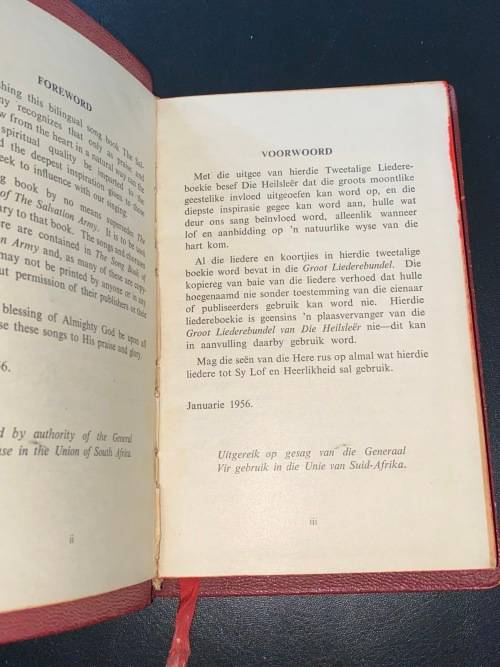 FOREWORD
shing this bilingual song book The Sal-
my recognizes that only as praise and
w from the heart in a natural way can the
spiritual quality be imparted to the
d the deepest inspiration given to those
eek to influence with our singing.
g book by no means supersedes The
of The Salvation Army. It is to be used
ary to that book. The songs and choruses
ere are contained in The Song Book of
n Army and, as many of these are copy-
may not be printed by anyone or in any
ut permission of their publishers or their
blessing of Almighty God be upon all
se these songs to His praise and glory.
6.
d by authority of the General
use in the Union of South Africa.
ii
VOORWOORD
Met die uitgee van hierdie Tweetalige Liedere-
boekie besef Die Heilsleër dat die groots moontlike
geestelike invloed uitgeoefen kan word op, en die
diepste inspirasie gegee kan word aan, hulle wat
deur ons sang beïnvloed word, alleenlik wanneer
lof en aanbidding op 'n natuurlike wyse van die
hart kom.
Al die liedere en koortjies in hierdie tweetalige
boekie word bevat in die Groot Liederebundel. Die
kopiereg van baie van die liedere verhoed dat hulle
hoegenaamd nie sonder toestemming van die eienaar
of publiseerders gebruik kan word nie. Hierdie
liedereboekie is geensins 'n plaasvervanger van die
Groot Liederebundel van Die Heilsleër nie—dit kan
in aanvulling daarby gebruik word.
Mag die seën van die Here rus op almal wat hierdie
liedere tot Sy Lof en Heerlikheid sal gebruik.
Januarie 1956.
Uitgereik op gesag van die Generaal
Vir gebruik in die Unie van Suid-Afrika.
iii